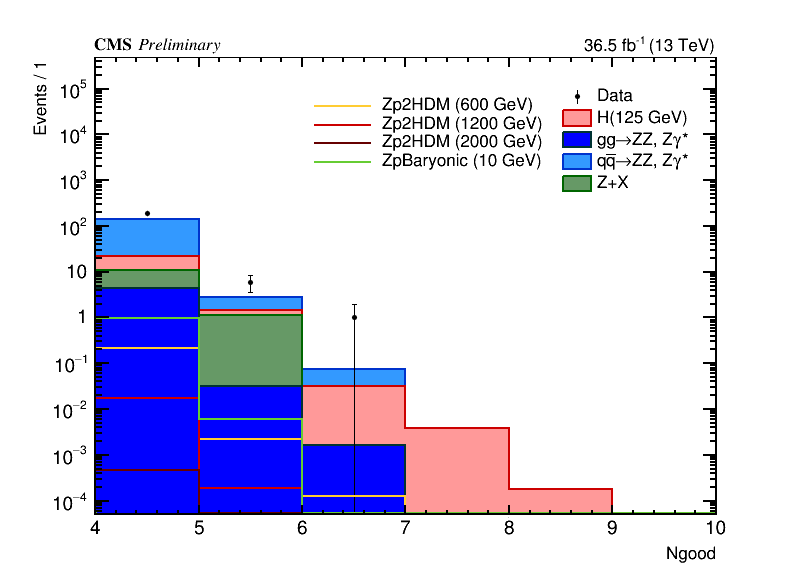 CMS Preliminary
36.5 fb⁻¹ (13 TeV)
Events / 1
Zp2HDM (600 GeV)
Zp2HDM (1200 GeV)
Zp2HDM (2000 GeV)
ZpBaryonic (10 GeV)
Data
H(125 GeV)
gg→ZZ, Zγ*
qq̅→ZZ, Zγ*
Z+X
10⁵
10⁴
10³
10²
10
1
10⁻¹
10⁻²
10⁻³
10⁻⁴
4 5 6 7 8 9 10
Ngood